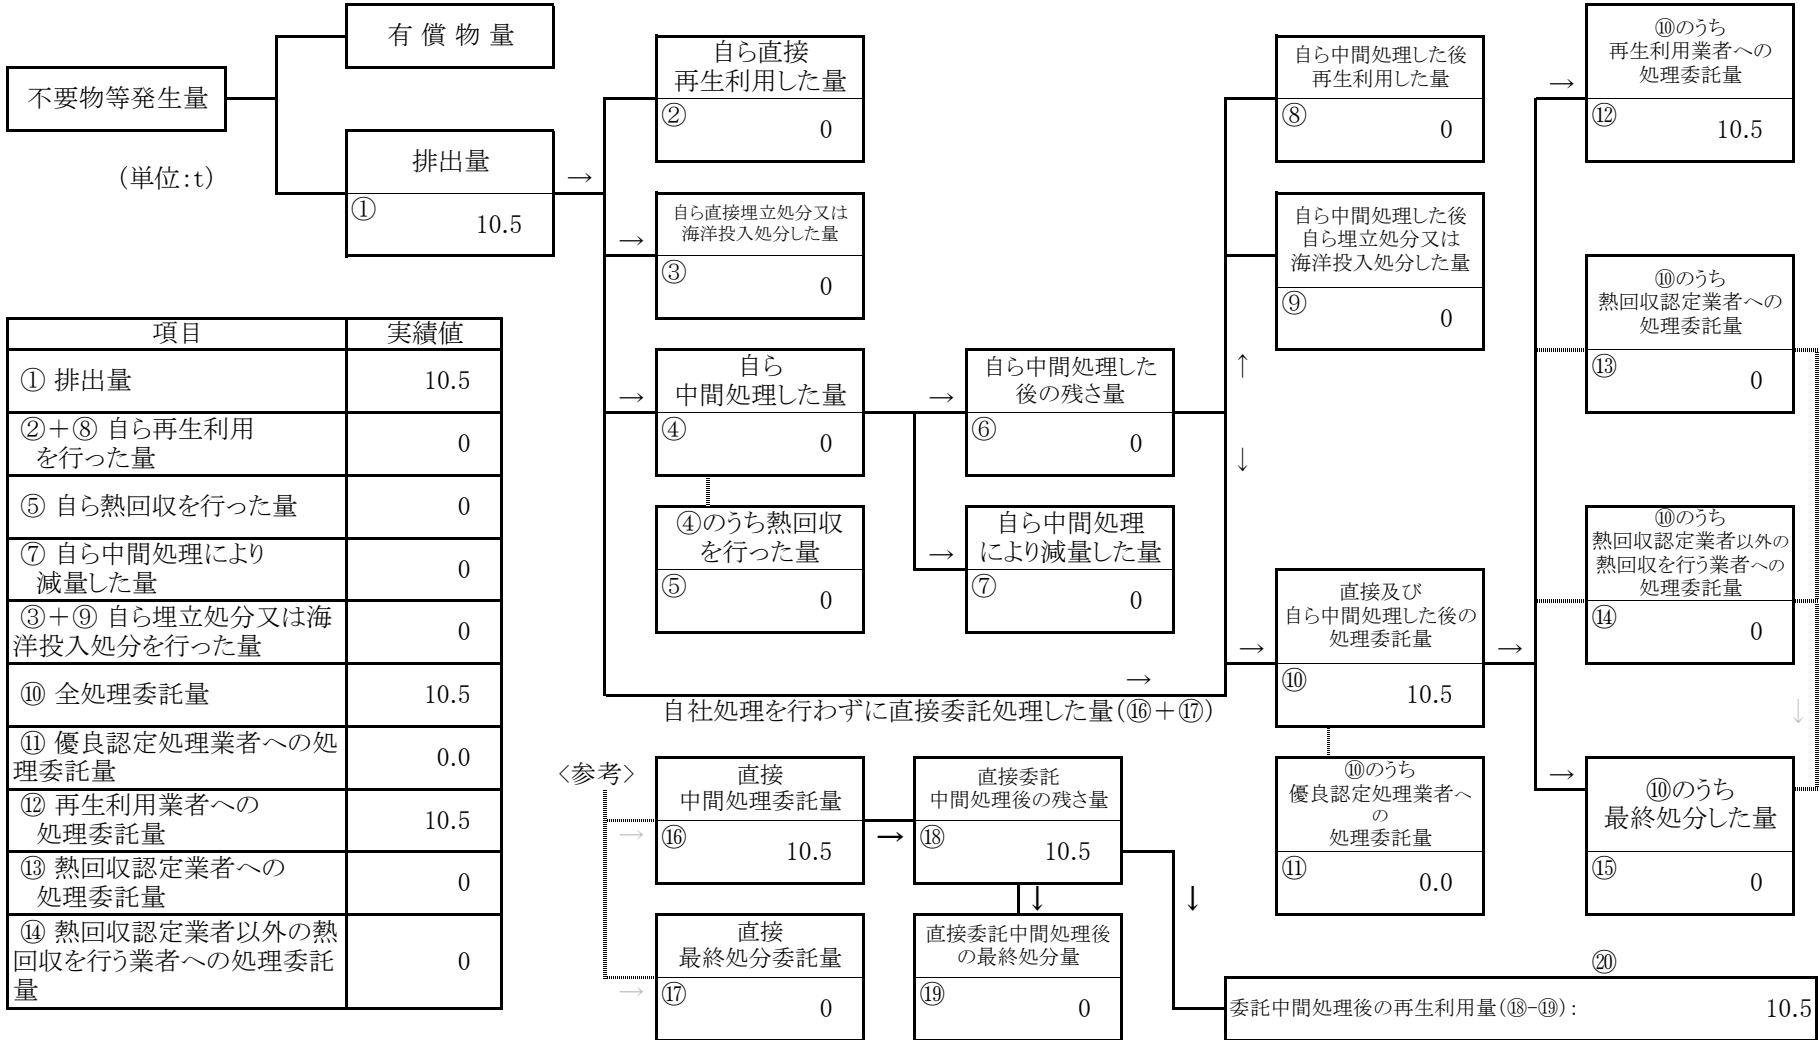 有 償 物 量
不要物等発生量
（単位:t）
排出量
①
10.5
→
自ら直接
再生利用した量
②
0
→
自ら直接埋立処分又は
海洋投入処分した量
③
0
→
自ら
中間処理した量
④
0
④のうち熱回収
を行った量
⑤
0
→
自ら中間処理した
後の残さ量
⑥
0
→
自ら中間処理
により減量した量
⑦
0
自ら中間処理した後
再生利用した量
⑧
0
自ら中間処理した後
自ら埋立処分又は
海洋投入処分した量
⑨
0
↑
↓
→
自社処理を行わずに直接委託処理した量（⑯＋⑰）
→
直接及び
自ら中間処理した後の
処理委託量
⑩
10.5
→
⑩のうち
優良認定処理業者へ
の
処理委託量
⑪
0.0
→
⑩のうち
再生利用業者への
処理委託量
⑫
10.5
⑩のうち
熱回収認定業者への
処理委託量
⑬
0
⑩のうち
熱回収認定業者以外の
熱回収を行う業者への
処理委託量
⑭
0
↓
→
⑩のうち
最終処分した量
⑮
0
項目 実績値
① 排出量 10.5
②＋⑧ 自ら再生利用
を行った量 0
⑤ 自ら熱回収を行った量 0
⑦ 自ら中間処理により
減量した量 0
③＋⑨ 自ら埋立処分又は海
洋投入処分を行った量 0
⑩ 全処理委託量 10.5
⑪ 優良認定処理業者への処
理委託量 0.0
⑫ 再生利用業者への
処理委託量 10.5
⑬ 熱回収認定業者への
処理委託量 0
⑭ 熱回収認定業者以外の熱
回収を行う業者への処理委託
量 0
〈参考〉
→
直接
中間処理委託量
⑯
10.5
→
直接委託
中間処理後の残さ量
⑱
10.5
↓
↓
→
直接
最終処分委託量
⑰
0
直接委託中間処理後
の最終処分量
⑲
0
⑳
委託中間処理後の再生利用量（⑱-⑲）: 10.5